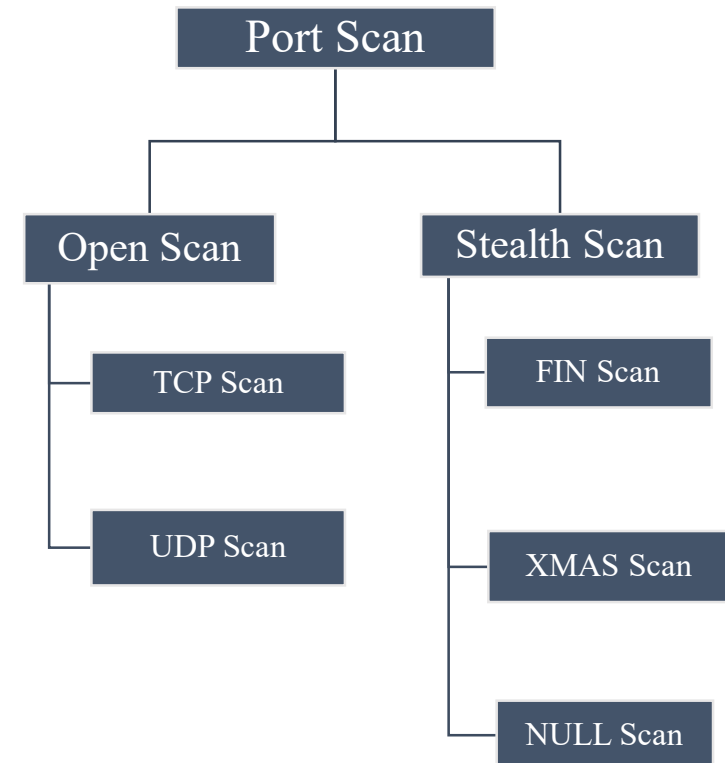 Port Scan
Open Scan
TCP Scan
UDP Scan
Stealth Scan
FIN Scan
XMAS Scan
NULL Scan